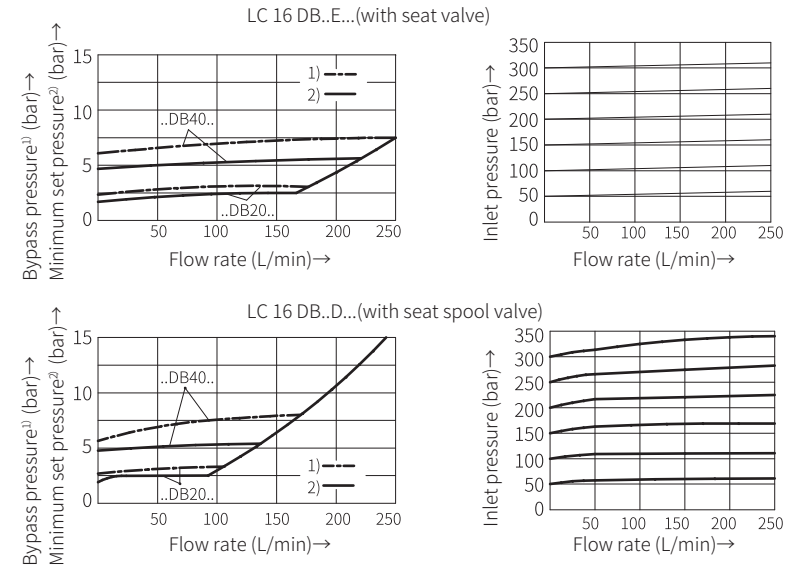 LC 16 DB..E...(with seat valve)
Bypass pressure¹⁾ (bar)→
Minimum set pressure²⁾ (bar)→
15
10
5
0
..DB40..
..DB20..
1)
2)
50 100 150 200 250
Flow rate (L/min)→
Inlet pressure (bar)→
350
300
250
200
150
100
50
0
50 100 150 200 250
Flow rate (L/min)→
LC 16 DB..D...(with seat spool valve)
Bypass pressure¹⁾ (bar)→
Minimum set pressure²⁾ (bar)→
15
10
5
0
..DB40..
..DB20..
1)
2)
50 100 150 200 250
Flow rate (L/min)→
Inlet pressure (bar)→
350
300
250
200
150
100
50
0
50 100 150 200 250
Flow rate (L/min)→